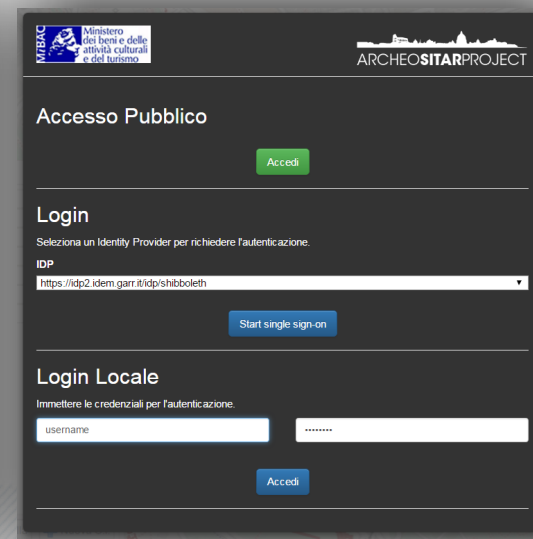 MiBAC
Ministero
dei beni e delle
attività culturali
e del turismo
ARCHEOSITARPROJECT
Accesso Pubblico
Accedi
Login
Seleziona un Identity Provider per richiedere l'autenticazione.
IDP
https://idp2.idem.garr.it/idp/shibboleth
Start single sign-on
Login Locale
Immettere le credenziali per l'autenticazione.
username ········
Accedi